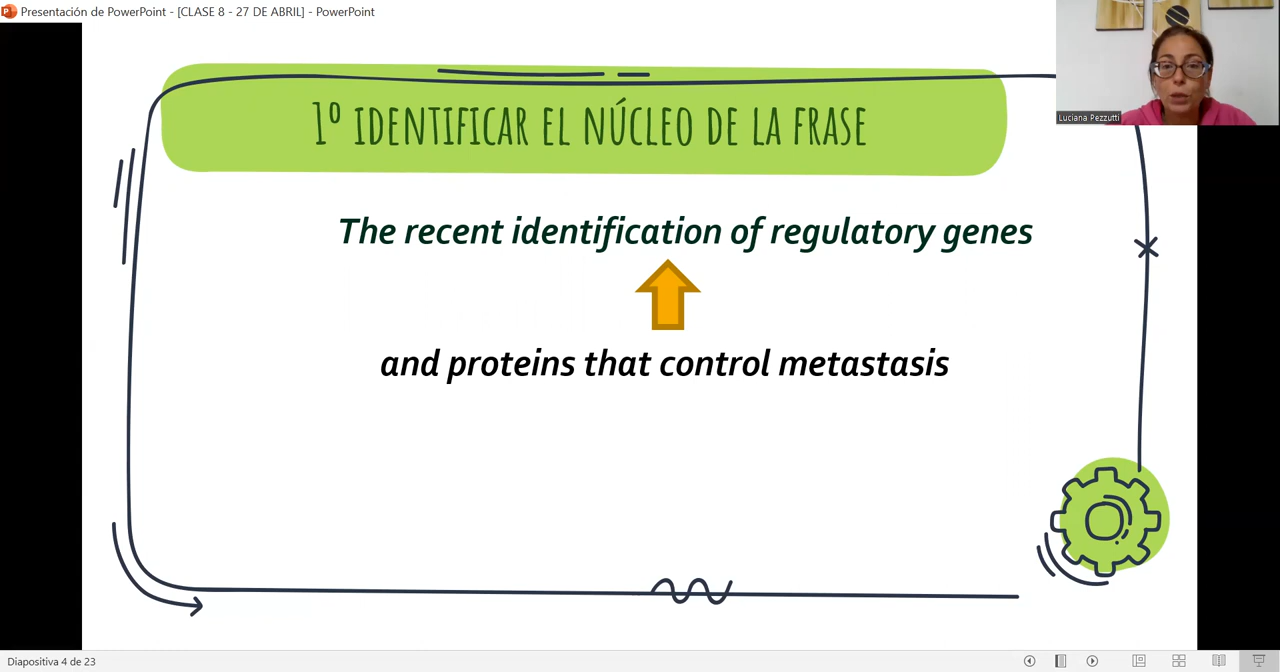 Presentación de PowerPoint - [CLASE 8 - 27 DE ABRIL] - PowerPoint
Luciana Pezzutti
1º IDENTIFICAR EL NÚCLEO DE LA FRASE
The recent identification of regulatory genes
and proteins that control metastasis
Diapositiva 4 de 23